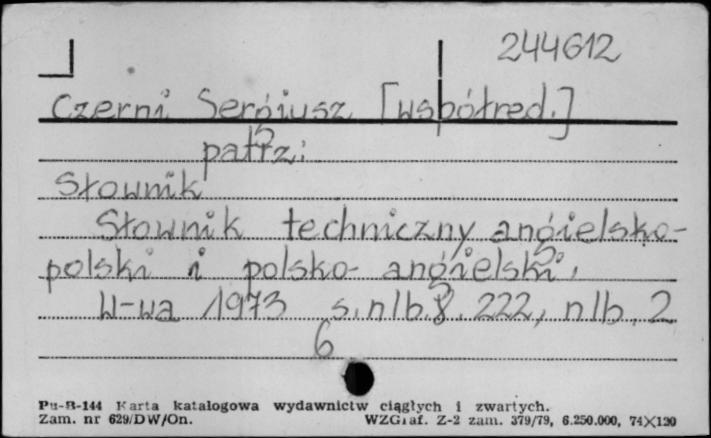 244612
Czerni Sergiusz [współred.]
patrz:
Słownik
Słownik techniczny angielsko-
polski i polsko-angielski,
W-wa 1973 s. nlb. 8, 222, nlb. 2
6
Pu-B-144 Karta katalogowa wydawnictw ciągłych i zwartych.
Zam. nr 629/DW/On. WZGraf. Z-2 zam. 379/79, 6.250.000, 74X120